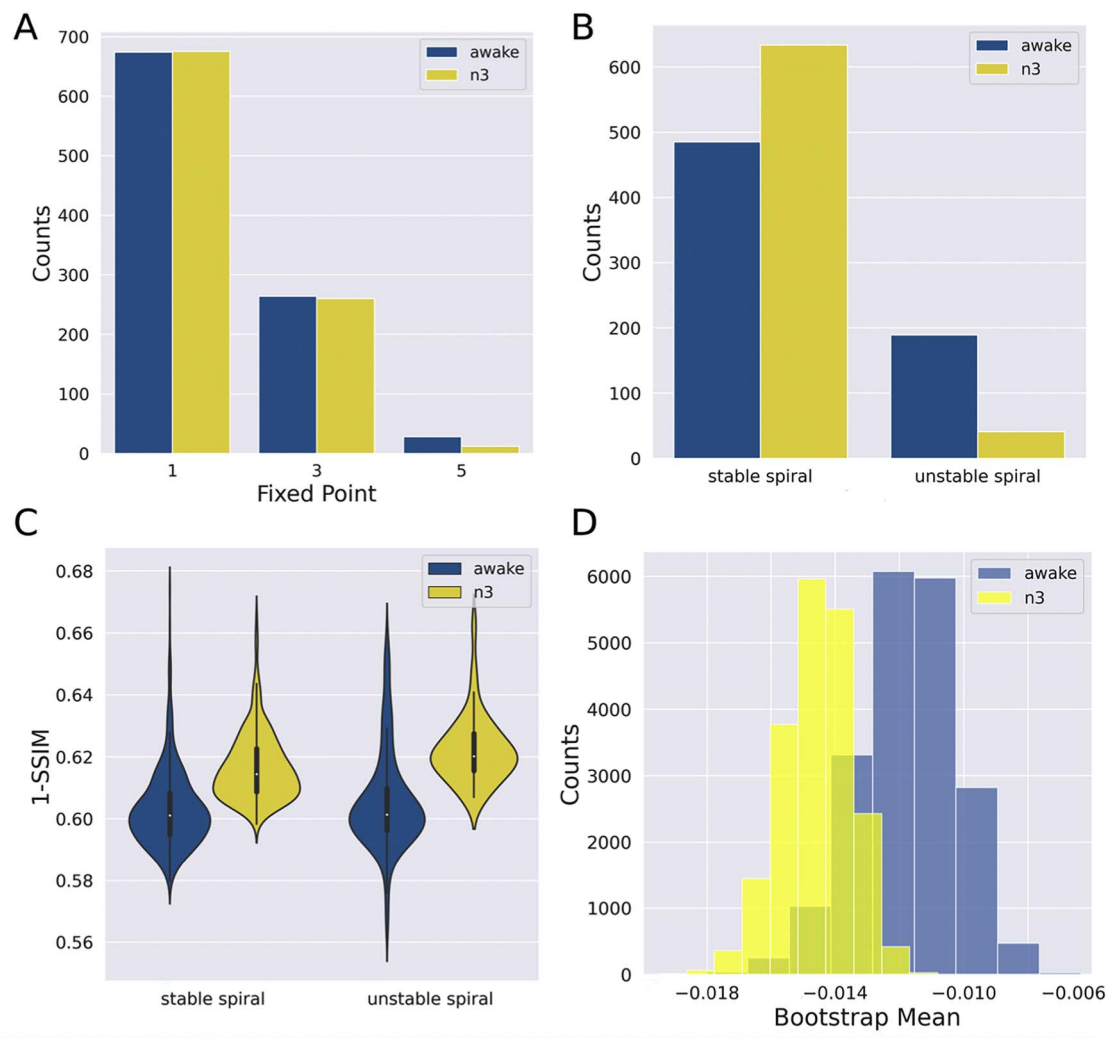 A
700
600
500
400
300
200
100
0
Counts
1
3
5
Fixed Point
awake
n3
B
600
500
400
300
200
100
0
Counts
stable spiral
unstable spiral
awake
n3
C
0.68
0.66
0.64
0.62
0.60
0.58
0.56
1-SSIM
stable spiral
unstable spiral
awake
n3
D
6000
5000
4000
3000
2000
1000
0
Counts
−0.018
−0.014
−0.010
−0.006
Bootstrap Mean
awake
n3